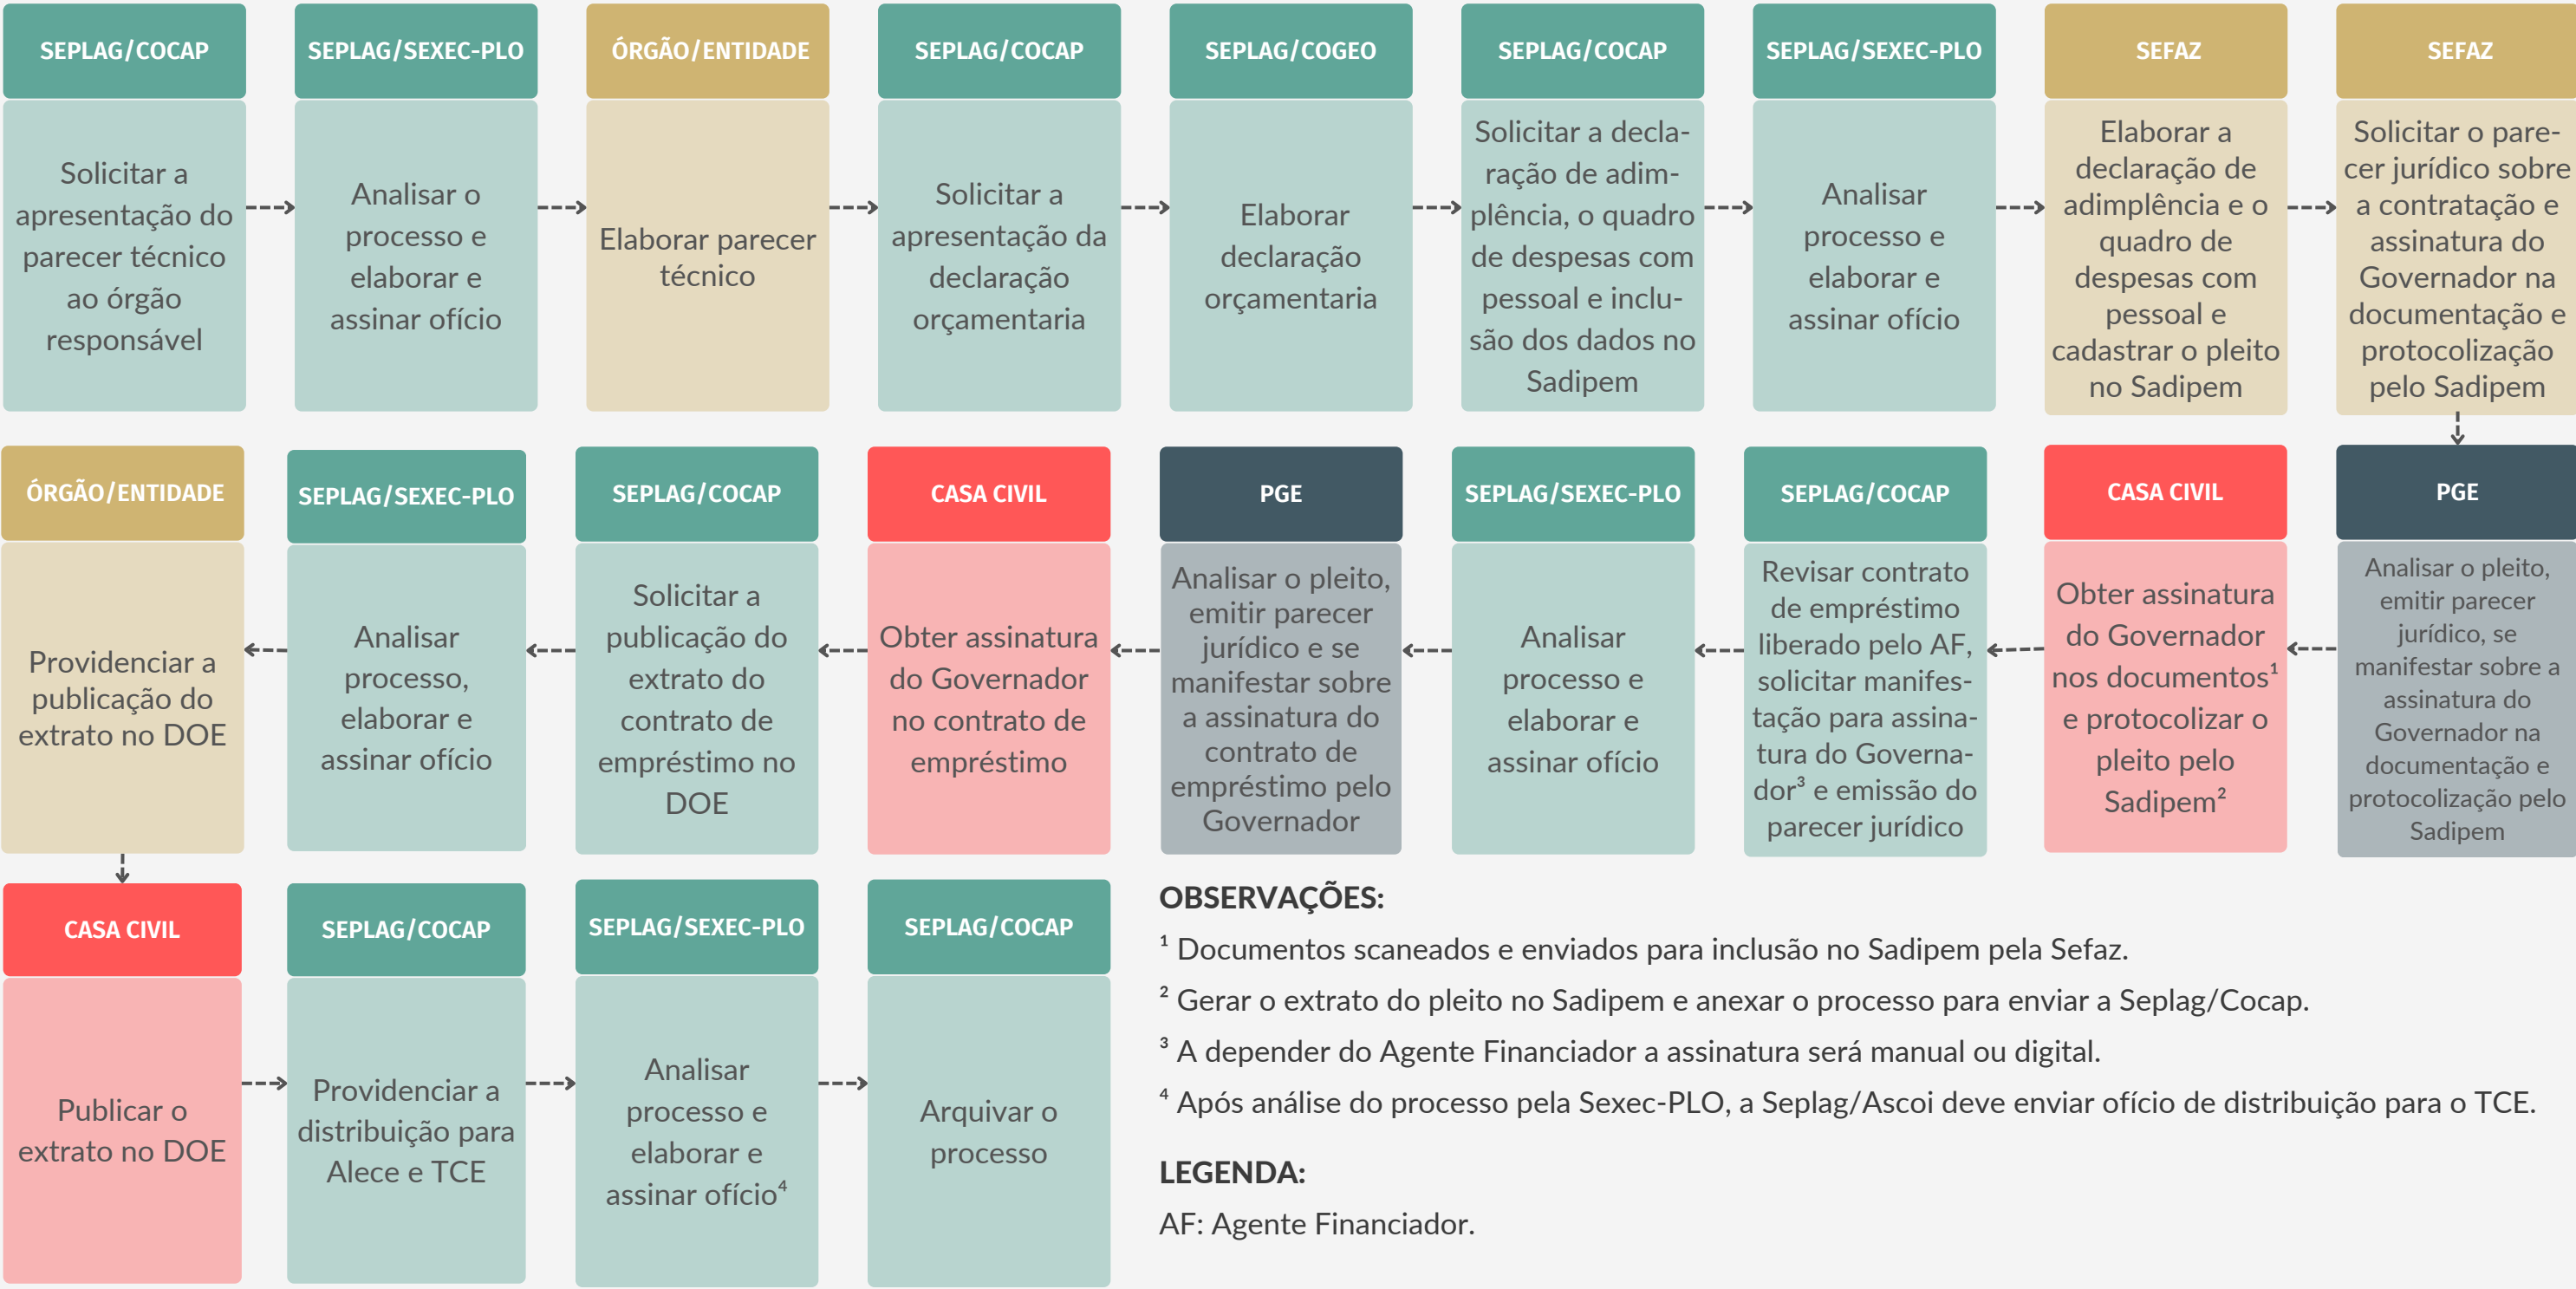 SEPLAG/COCAP
Solicitar a
apresentação do
parecer técnico
ao órgão
responsável
SEPLAG/SEXEC-PLO
Analisar o
processo e
elaborar e
assinar ofício
ÓRGÃO/ENTIDADE
Elaborar parecer
técnico
SEPLAG/COCAP
Solicitar a
apresentação da
declaração
orçamentaria
SEPLAG/COGEO
Elaborar
declaração
orçamentaria
SEPLAG/COCAP
Solicitar a decla-
ração de adim-
plência, o quadro
de despesas com
pessoal e inclu-
são dos dados no
Sadipem
SEPLAG/SEXEC-PLO
Analisar
processo e
elaborar e
assinar ofício
SEFAZ
Elaborar a
declaração de
adimplência e o
quadro de
despesas com
pessoal e
cadastrar o pleito
no Sadipem
SEFAZ
Solicitar o pare-
cer jurídico sobre
a contratação e
assinatura do
Governador na
documentação e
protocolização
pelo Sadipem
PGE
Analisar o pleito,
emitir parecer
jurídico, se
manifestar sobre a
assinatura do
Governador na
documentação e
protocolização pelo
Sadipem
CASA CIVIL
Obter assinatura
do Governador
nos documentos¹
e protocolizar o
pleito pelo
Sadipem²
SEPLAG/COCAP
Revisar contrato
de empréstimo
liberado pelo AF,
solicitar manifes-
tação para assina-
tura do Governa-
dor³ e emissão do
parecer jurídico
SEPLAG/SEXEC-PLO
Analisar
processo e
elaborar e
assinar ofício
PGE
Analisar o pleito,
emitir parecer
jurídico e se
manifestar sobre
a assinatura do
contrato de
empréstimo pelo
Governador
CASA CIVIL
Obter assinatura
do Governador
no contrato de
empréstimo
SEPLAG/COCAP
Solicitar a
publicação do
extrato do
contrato de
empréstimo no
DOE
SEPLAG/SEXEC-PLO
Analisar
processo,
elaborar e
assinar ofício
ÓRGÃO/ENTIDADE
Providenciar a
publicação do
extrato no DOE
CASA CIVIL
Publicar o
extrato no DOE
SEPLAG/COCAP
Providenciar a
distribuição para
Alece e TCE
SEPLAG/SEXEC-PLO
Analisar
processo e
elaborar e
assinar ofício⁴
SEPLAG/COCAP
Arquivar o
processo
OBSERVAÇÕES:
¹ Documentos scaneados e enviados para inclusão no Sadipem pela Sefaz.
² Gerar o extrato do pleito no Sadipem e anexar o processo para enviar a Seplag/Cocap.
³ A depender do Agente Financiador a assinatura será manual ou digital.
⁴ Após análise do processo pela Sexec-PLO, a Seplag/Ascoi deve enviar ofício de distribuição para o TCE.
LEGENDA:
AF: Agente Financiador.